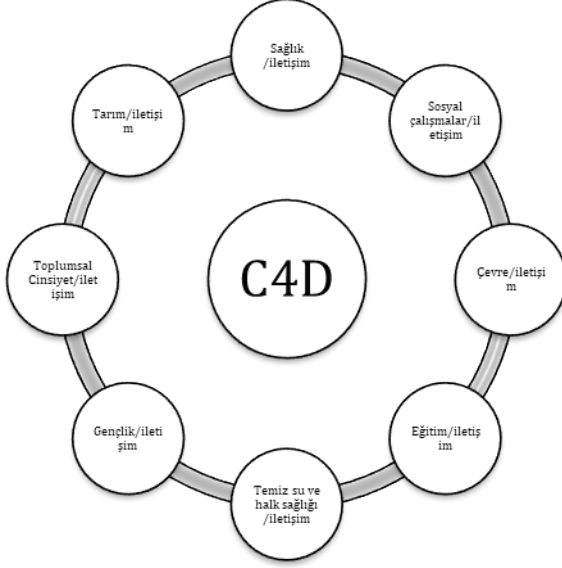 Sağlık
/iletişim
Sosyal
çalışmalar/il
etişim
Çevre/iletişi
m
Eğitim/iletiş
im
Temiz su ve
halk sağlığı
/iletişim
Gençlik/ileti
şim
Toplumsal
Cinsiyet/ilet
işim
Tarım/iletişi
m
C4D